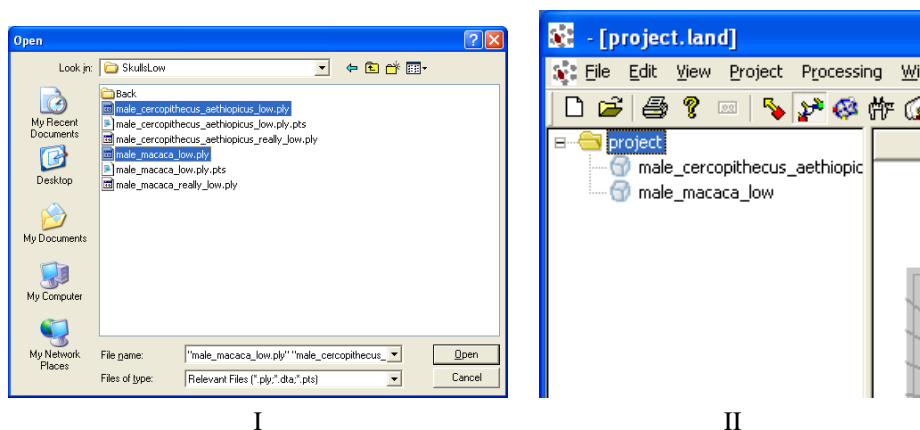 Open
Look in: SkullsLow
Back
male_cercopithecus_aethiopicus_low.ply
male_cercopithecus_aethiopicus_low.ply.pts
male_cercopithecus_aethiopicus_really_low.ply
male_macaca_low.ply
male_macaca_low.ply.pts
male_macaca_really_low.ply
My Recent
Documents
Desktop
My Documents
My Computer
My Network
Places
File name: "male_macaca_low.ply" "male_cercopithecus_ Open
Files of type: Relevant Files (*.ply;*.dta;*.pts) Cancel
I
- [project.land]
File Edit View Project Processing Wi
project
male_cercopithecus_aethiopic
male_macaca_low
II